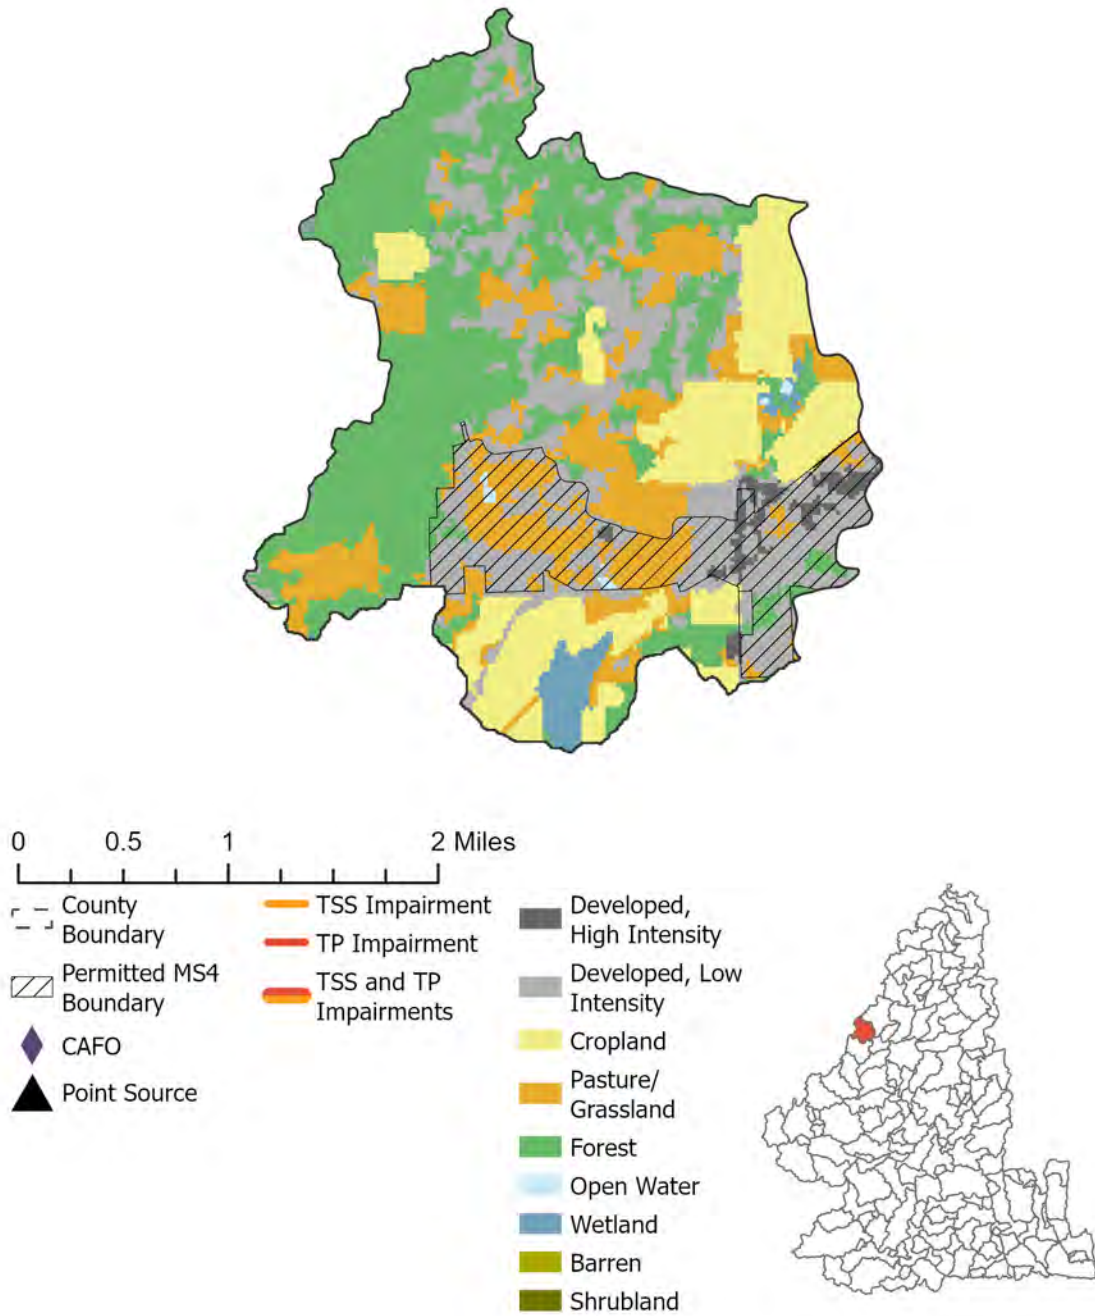 0 0.5 1 2 Miles
County
Boundary
Permitted MS4
Boundary
CAFO
Point Source
TSS Impairment
TP Impairment
TSS and TP
Impairments
Developed,
High Intensity
Developed, Low
Intensity
Cropland
Pasture/
Grassland
Forest
Open Water
Wetland
Barren
Shrubland